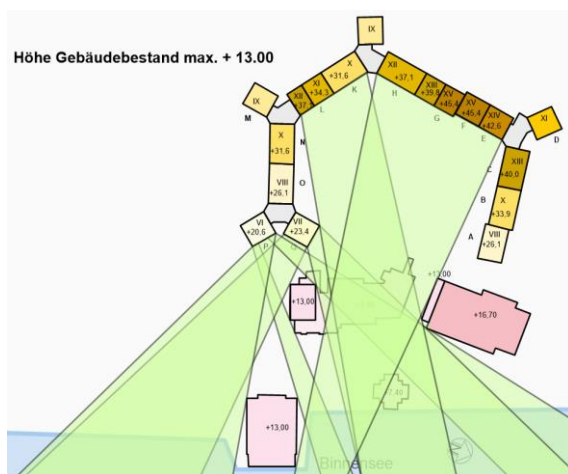 IX
Höhe Gebäudebestand max. + 13.00
X
+31,6
XII
+37,1
XI
+34,3
XIII
+39,8
XV
+45,4
XV
+45,4
XIV
+42,6
XI
IX
XII
K
H
L
G
F
E
D
M
X
+31,6
N
XIII
+40,0
C
VIII
+26,1
O
X
+33,9
B
VI
+20,6
VII
+23,4
A
VIII
+26,1
P
+13,00
+13,00
+16,70
+7,80
+13,00
Binnensee